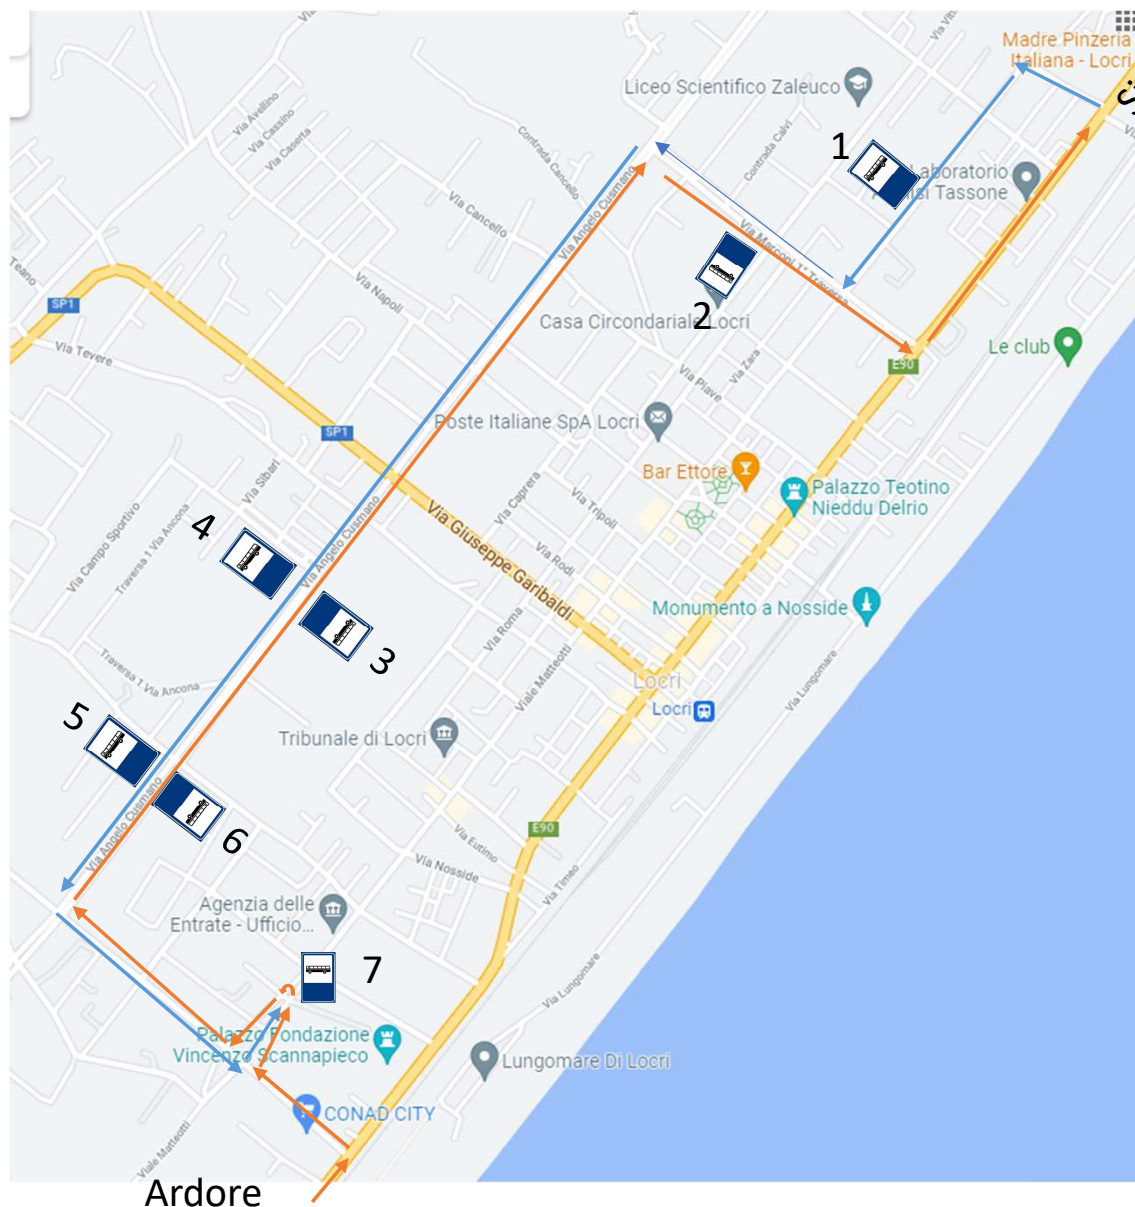 Madre Pinzeria
Italiana - Locri
Liceo Scientifico Zaleuco
1
Laboratorio
Tassone
Via Avellino
Via Cassino
Via Caserta
Contrada Cancello
Contrada Calvi
Via Cancello
Via Angelo Cusmano
Via Marconi 1° Traversa
Teano
SP1
Via Napoli
2
Casa Circondariale Locri
Via Tevere
Via Zara
Via Piave
E90
Le club
SP1
Poste Italiane SpA Locri
Bar Ettore
Via Sibari
Via Caprera
Via Tripoli
Palazzo Teotino
Nieddu Delrio
4
Via Campo Sportivo
Traversa 1 Via Ancona
Via Angelo Cusmano
Via Giuseppe Garibaldi
Via Rodi
Monumento a Nosside
3
Via Roma
Viale Matteotti
Traversa 1 Via Ancona
Locri
Locri
Via Lungomare
5
Tribunale di Locri
6
Via Angelo Cusmano
E90
Via Eutimo
Via Nosside
Via Timeo
Agenzia delle
Entrate - Ufficio...
7
Via Lungomare
Palazzo Fondazione
Vincenzo Scannapieco
Lungomare Di Locri
CONAD CITY
Viale Matteotti
Ardore